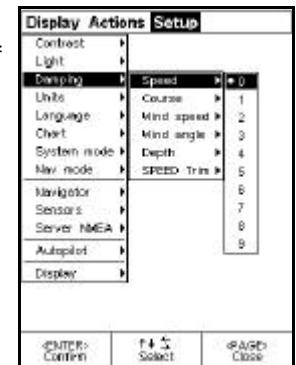 Display Actions Setup
Contrast
Light
Damping
Units
Language
Chart
System mode
Nav mode
Navigator
Sensors
Server NMEA
Autopilot
Display
Speed
Course
Wind speed
Wind angle
Depth
SPEED Trim
0
1
2
3
4
5
6
7
8
9
<ENTER>
Confirm
Select
<PAGE>
Close